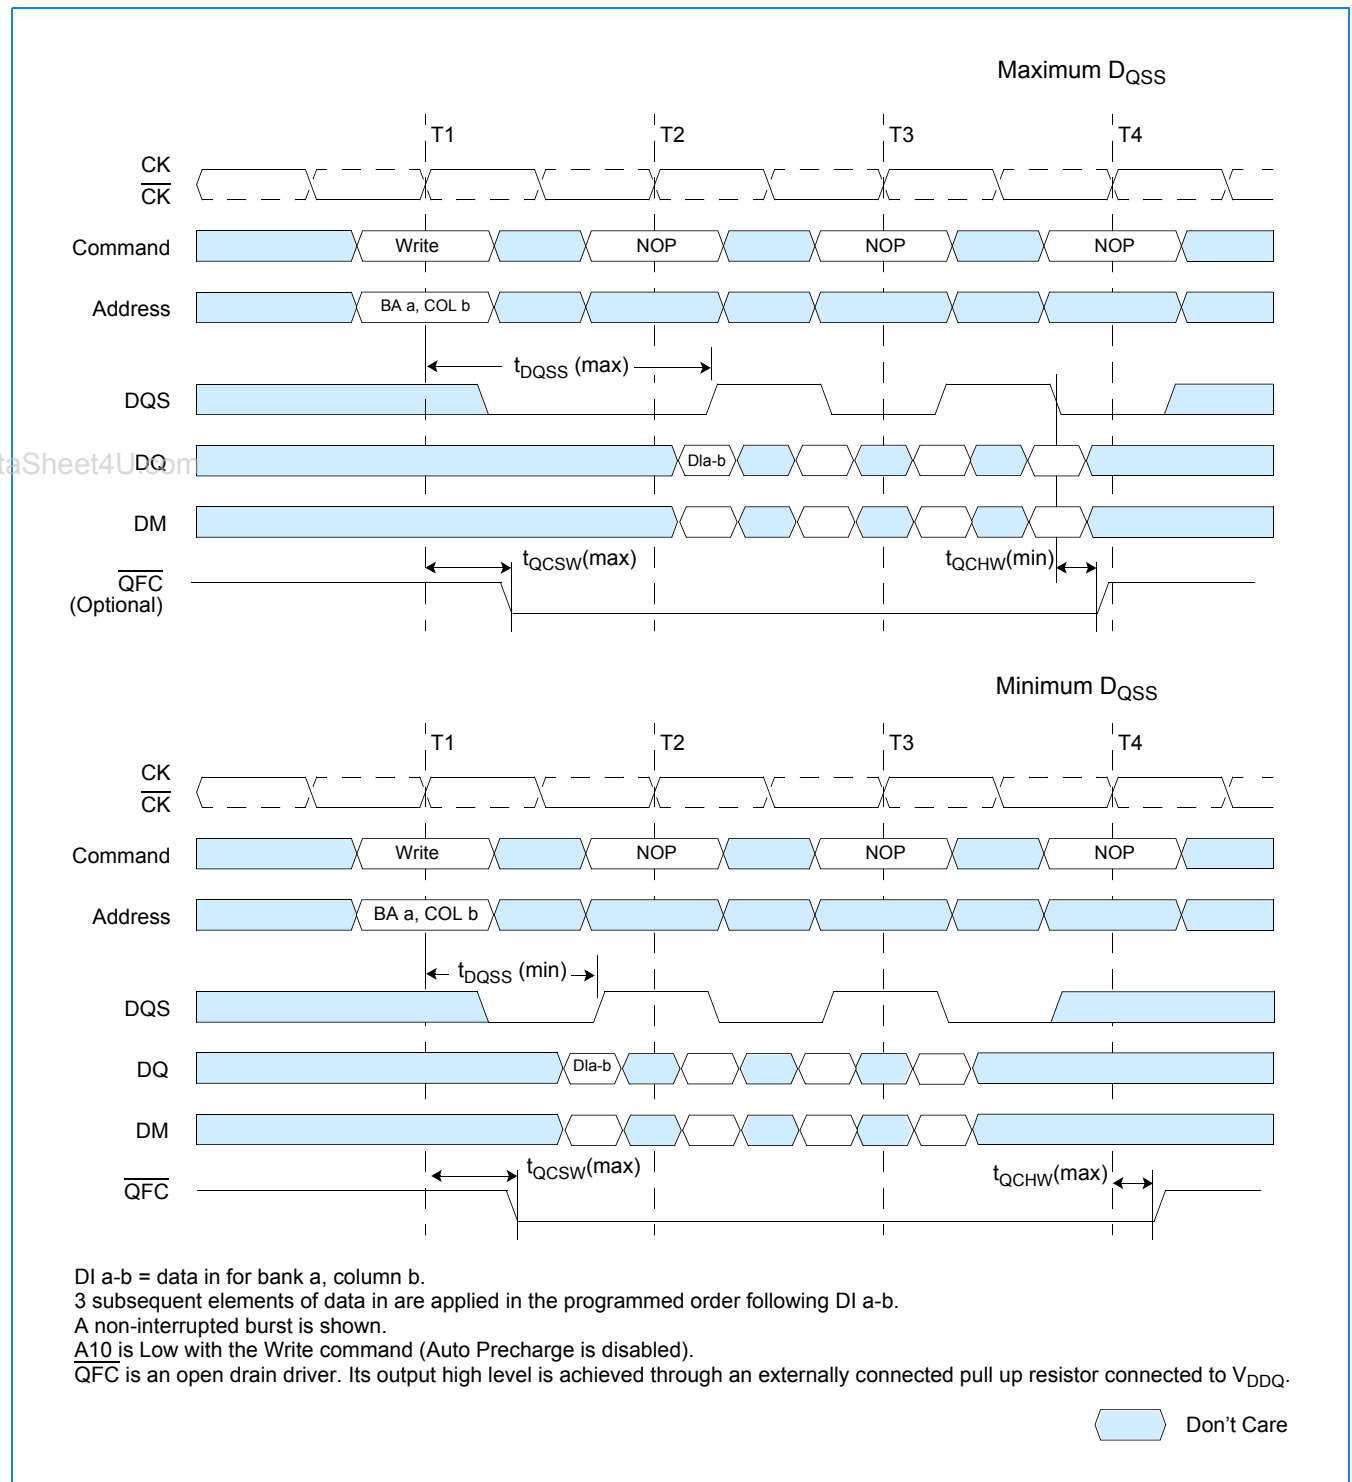 Maximum DQSS
T1 T2 T3 T4
CK
CK
Command Write NOP NOP NOP
Address BA a, COL b
tDQSS (max)
DQS
taSheet4U.com
DQ DIa-b
DM
tQCSW(max) tQCHW(min)
QFC
(Optional)
Minimum DQSS
T1 T2 T3 T4
CK
CK
Command Write NOP NOP NOP
Address BA a, COL b
tDQSS (min)
DQS
DQ DIa-b
DM
tQCSW(max) tQCHW(max)
QFC
DI a-b = data in for bank a, column b.
3 subsequent elements of data in are applied in the programmed order following DI a-b.
A non-interrupted burst is shown.
A10 is Low with the Write command (Auto Precharge is disabled).
QFC is an open drain driver. Its output high level is achieved through an externally connected pull up resistor connected to VDDQ.
Don't Care